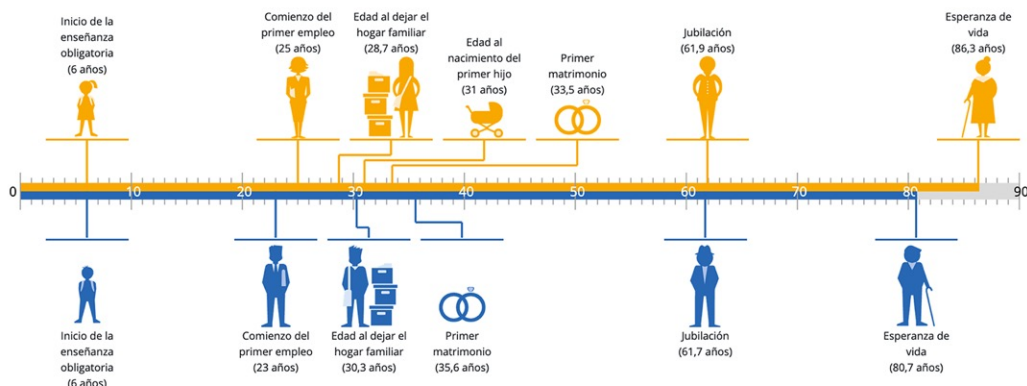 Inicio de la
enseñanza
obligatoria
(6 años)
Comienzo del
primer empleo
(25 años)
Edad al dejar el
hogar familiar
(28,7 años)
Edad al
nacimiento del
primer hijo
(31 años)
Primer
matrimonio
(33,5 años)
Jubilación
(61,9 años)
Esperanza de
vida
(86,3 años)
0 10 20 30 40 50 60 70 80 90
Inicio de la
enseñanza
obligatoria
(6 años)
Comienzo del
primer empleo
(23 años)
Edad al dejar el
hogar familiar
(30,3 años)
Primer
matrimonio
(35,6 años)
Jubilación
(61,7 años)
Esperanza de
vida
(80,7 años)